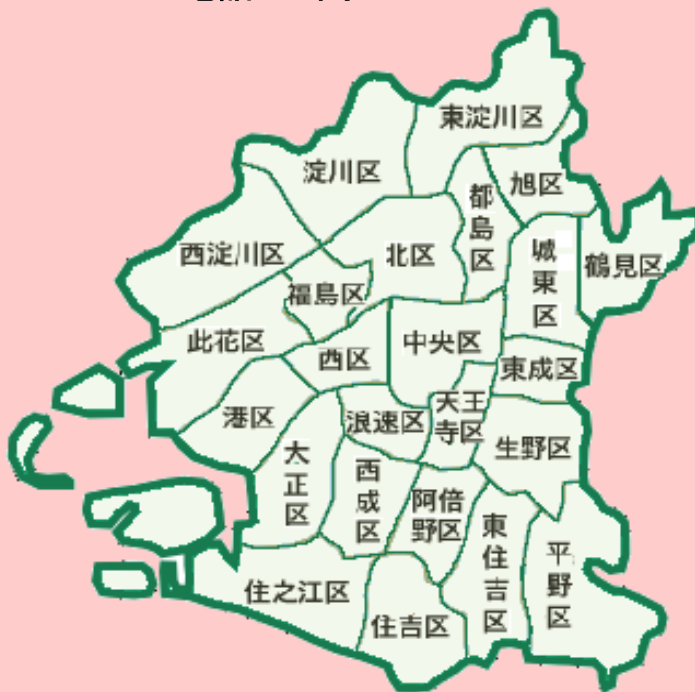 東淀川区
淀川区
旭区
都島区
西淀川区
北区
城東区
鶴見区
福島区
此花区
西区
中央区
東成区
港区
浪速区
天王
寺区
生野区
大正区
西成区
阿倍
野区
東住吉区
平野区
住之江区
住吉区